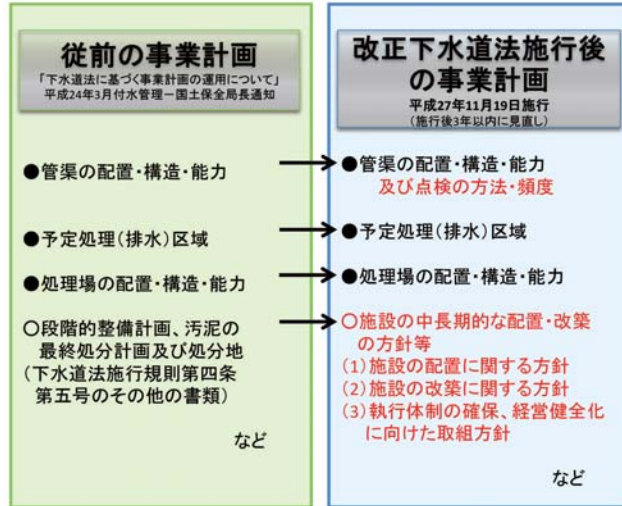 従前の事業計画
「下水道法に基づく事業計画の運用について」
平成24年3月付水管理ー国土保全局長通知
●管渠の配置・構造・能力
●予定処理(排水)区域
●処理場の配置・構造・能力
○段階的整備計画、汚泥の
最終処分計画及び処分地
(下水道法施行規則第四条
第五号のその他の書類)
など
改正下水道法施行後
の事業計画
平成27年11月19日施行
(施行後3年以内に見直し)
●管渠の配置・構造・能力
及び点検の方法・頻度
●予定処理(排水)区域
●処理場の配置・構造・能力
○施設の中長期的な配置・改築
の方針等
(1)施設の配置に関する方針
(2)施設の改築に関する方針
(3)執行体制の確保、経営健全化
に向けた取組方針
など